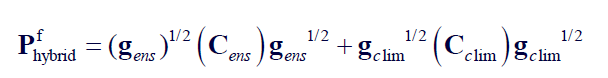 P^f_hybrid = (g_ens)^1/2 (C_ens) g_ens^1/2 + g_clim^1/2 (C_clim) g_clim^1/2